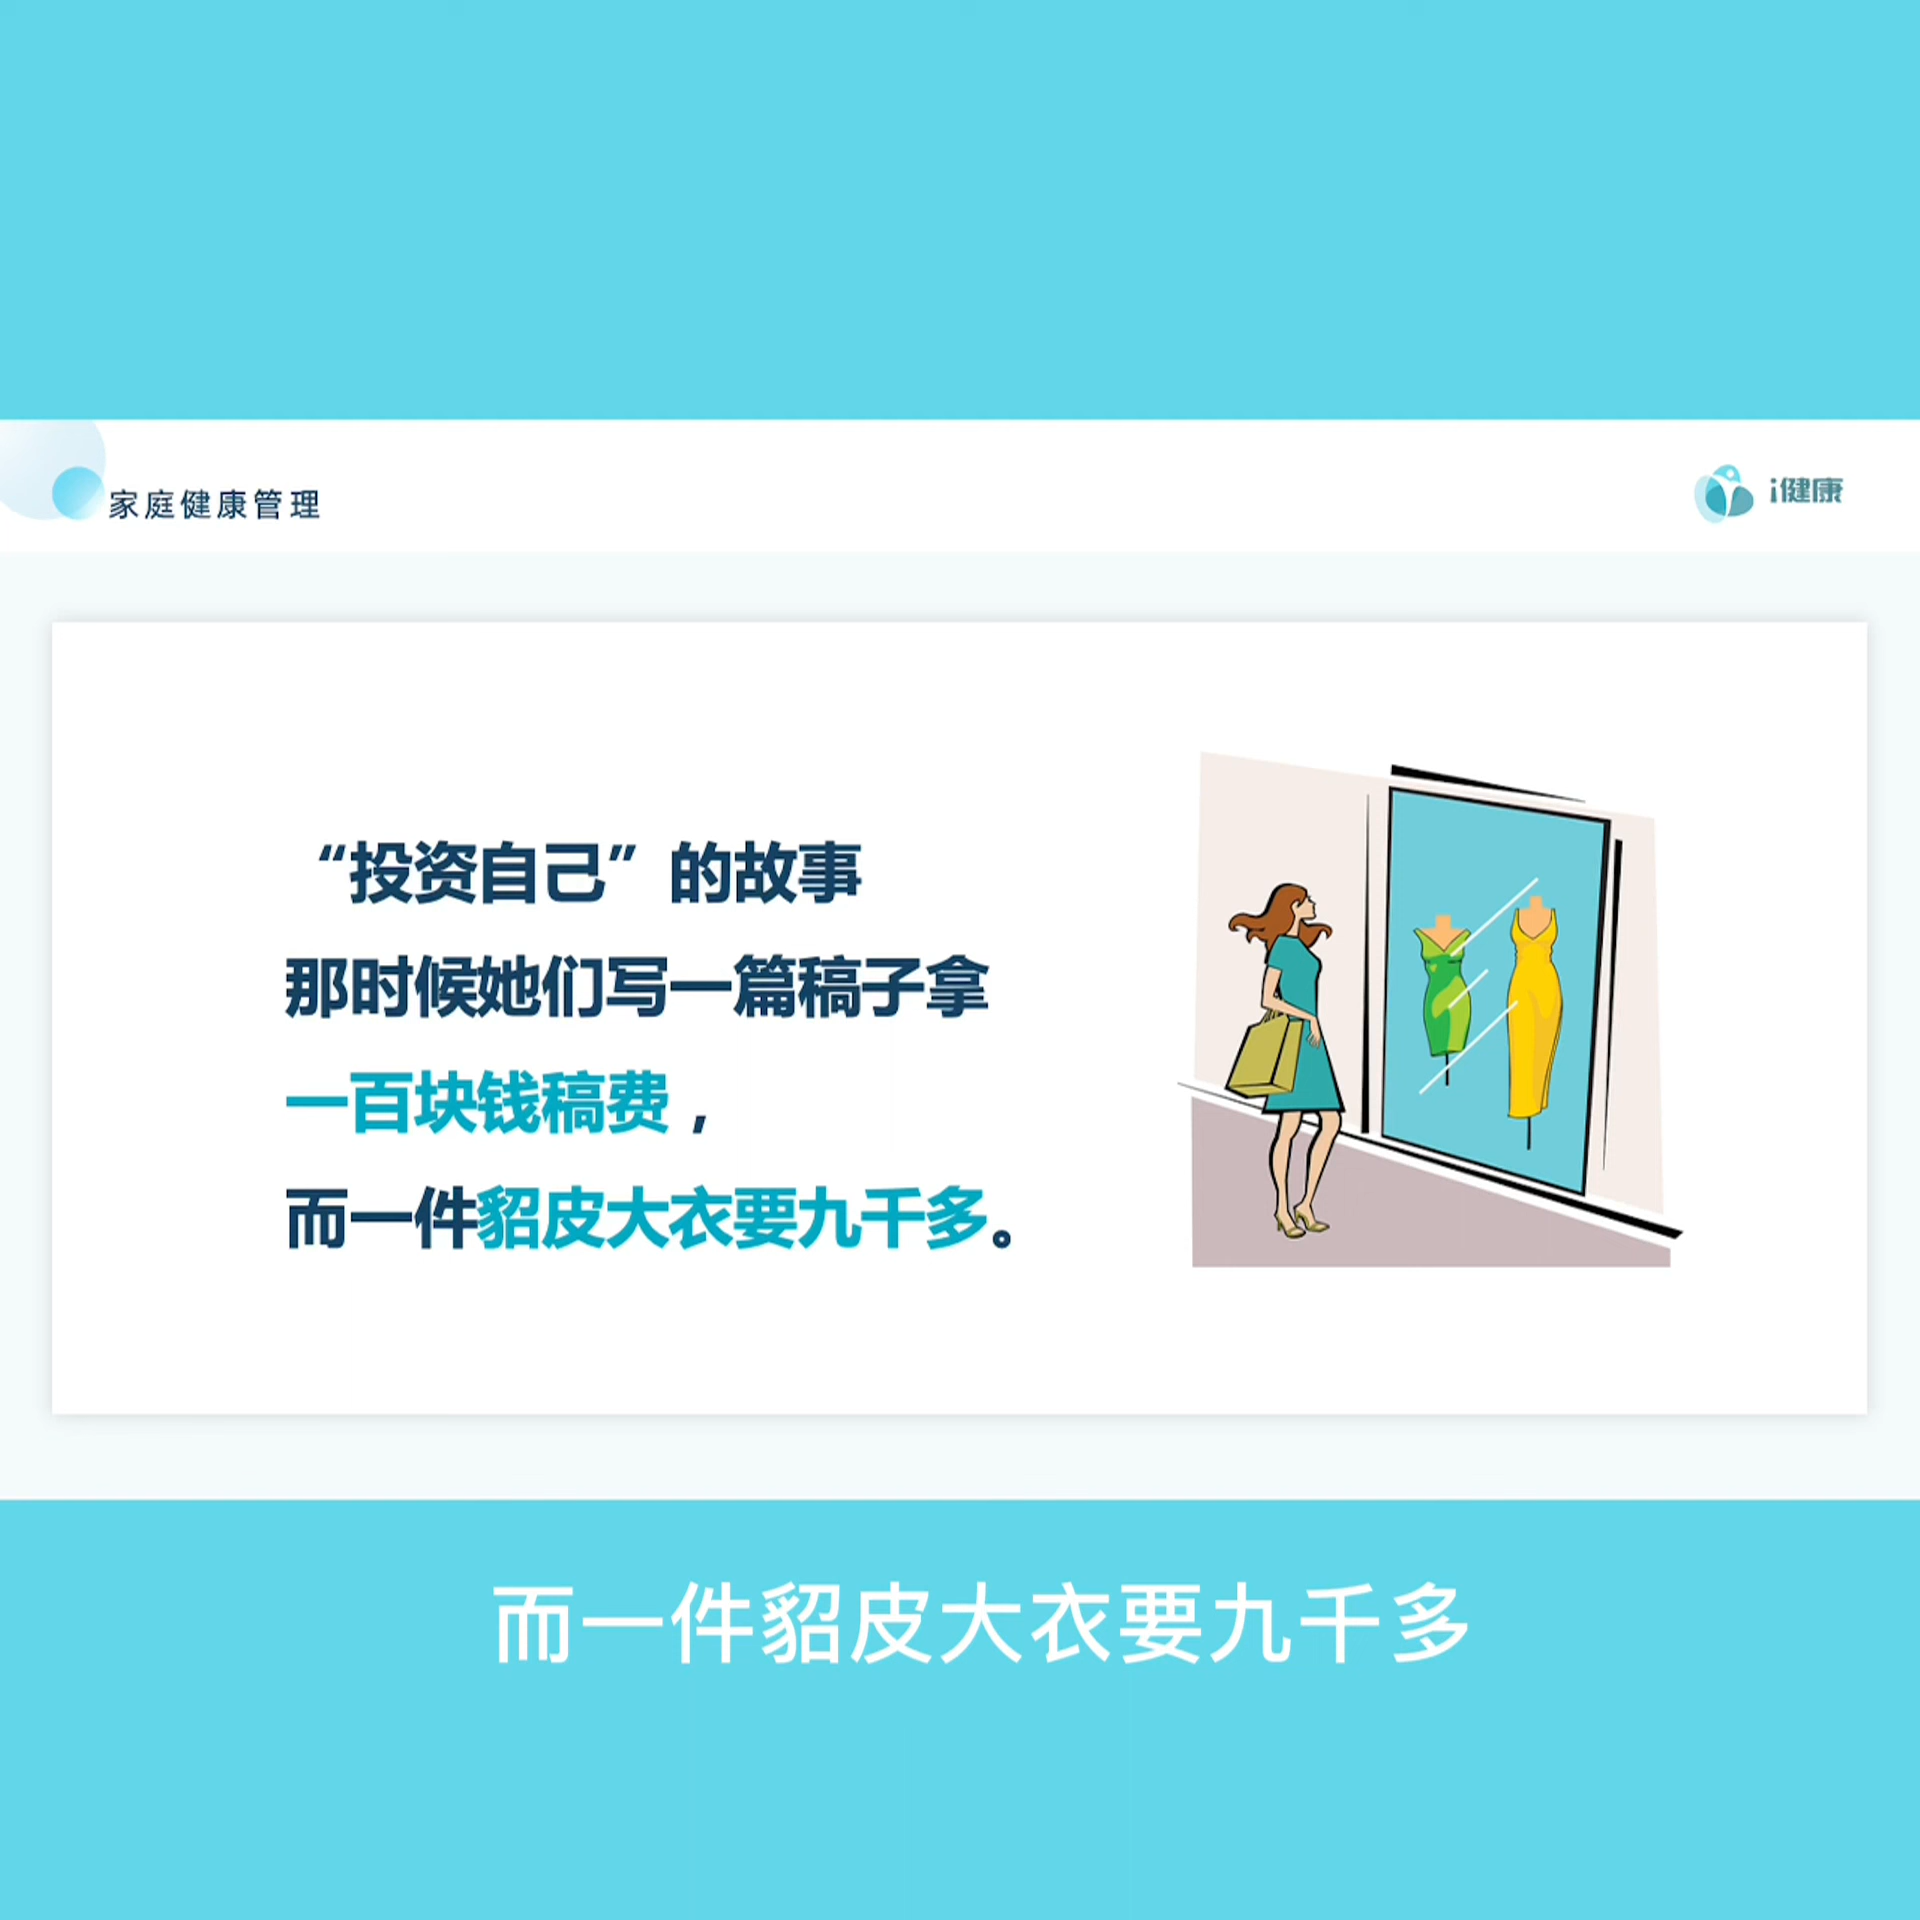 家庭健康管理
i健康
“投资自己”的故事
那时候她们写一篇稿子拿
一百块钱稿费，
而一件貂皮大衣要九千多。
而一件貂皮大衣要九千多